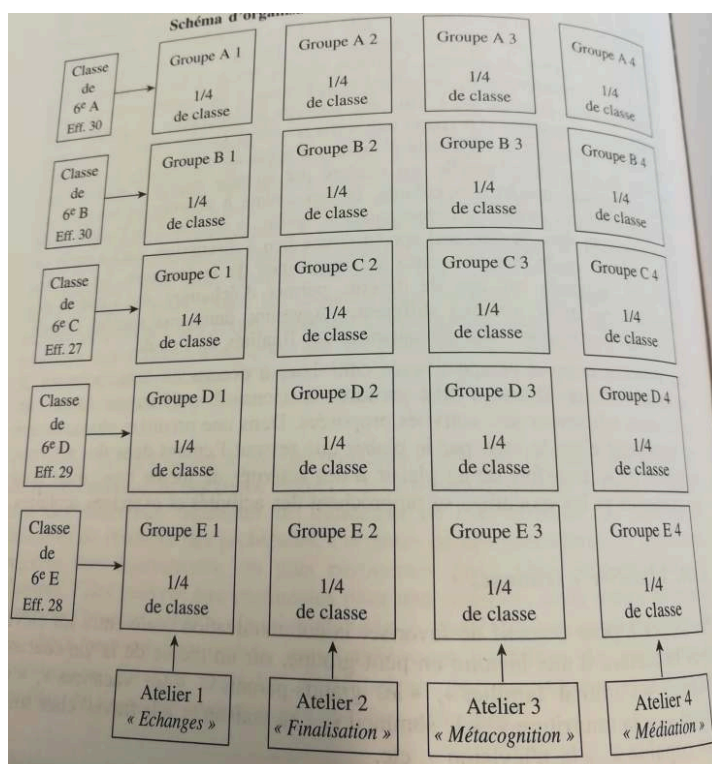 Schéma d'organis
Classe
de
6e A
Eff. 30
Groupe A 1
1/4
de classe
Groupe A 2
1/4
de classe
Groupe A 3
1/4
de classe
Groupe A 4
1/4
de classe
Classe
de
6e B
Eff. 30
Groupe B 1
1/4
de classe
Groupe B 2
1/4
de classe
Groupe B 3
1/4
de classe
Groupe B 4
1/4
de classe
Classe
de
6e C
Eff. 27
Groupe C 1
1/4
de classe
Groupe C 2
1/4
de classe
Groupe C 3
1/4
de classe
Groupe C 4
1/4
de classe
Classe
de
6e D
Eff. 29
Groupe D 1
1/4
de classe
Groupe D 2
1/4
de classe
Groupe D 3
1/4
de classe
Groupe D 4
1/4
de classe
Classe
de
6e E
Eff. 28
Groupe E 1
1/4
de classe
Groupe E 2
1/4
de classe
Groupe E 3
1/4
de classe
Groupe E 4
1/4
de classe
Atelier 1
« Echanges »
Atelier 2
« Finalisation »
Atelier 3
« Métacognition »
Atelier 4
« Médiation »